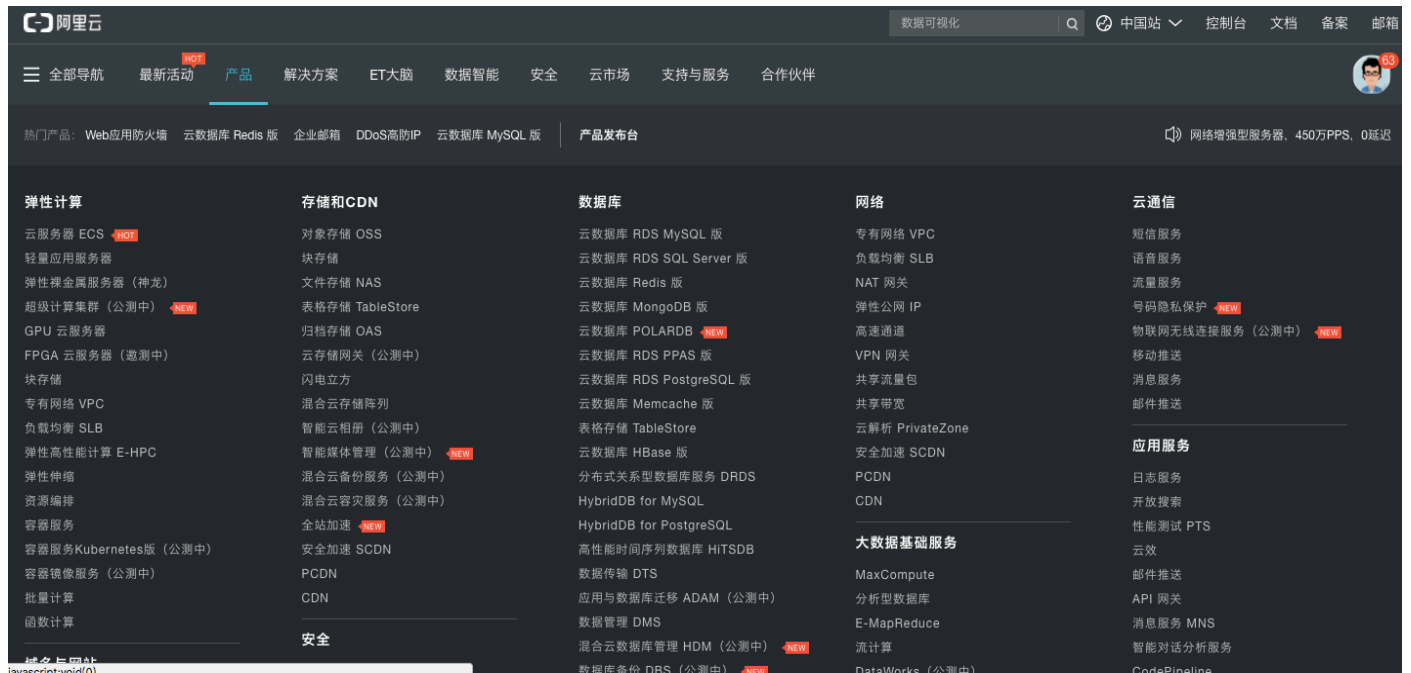 阿里云
数据可视化
中国站 控制台 文档 备案 邮箱
全部导航 最新活动 HOT 产品 解决方案 ET大脑 数据智能 安全 云市场 支持与服务 合作伙伴 63
热门产品: Web应用防火墙 云数据库 Redis 版 企业邮箱 DDoS高防IP 云数据库 MySQL 版 产品发布台 网络增强型服务器，450万PPS，0延迟
弹性计算
云服务器 ECS HOT
轻量应用服务器
弹性裸金属服务器（神龙）
超级计算集群（公测中） NEW
GPU 云服务器
FPGA 云服务器（邀测中）
块存储
专有网络 VPC
负载均衡 SLB
弹性高性能计算 E-HPC
弹性伸缩
资源编排
容器服务
容器服务Kubernetes版（公测中）
容器镜像服务（公测中）
批量计算
函数计算
域名与网站
javascript:void(0)
存储和CDN
对象存储 OSS
块存储
文件存储 NAS
表格存储 TableStore
归档存储 OAS
云存储网关（公测中）
闪电立方
混合云存储阵列
智能云相册（公测中）
智能媒体管理（公测中） NEW
混合云备份服务（公测中）
混合云容灾服务（公测中）
全站加速 NEW
安全加速 SCDN
PCDN
CDN
安全
数据库
云数据库 RDS MySQL 版
云数据库 RDS SQL Server 版
云数据库 Redis 版
云数据库 MongoDB 版
云数据库 POLARDB NEW
云数据库 RDS PPAS 版
云数据库 RDS PostgreSQL 版
云数据库 Memcache 版
表格存储 TableStore
云数据库 HBase 版
分布式关系型数据库服务 DRDS
HybridDB for MySQL
HybridDB for PostgreSQL
高性能时间序列数据库 HiTSDB
数据传输 DTS
应用与数据库迁移 ADAM（公测中）
数据管理 DMS
混合云数据库管理 HDM（公测中） NEW
数据库备份 DBS（公测中） NEW
网络
专有网络 VPC
负载均衡 SLB
NAT 网关
弹性公网 IP
高速通道
VPN 网关
共享流量包
共享带宽
云解析 PrivateZone
安全加速 SCDN
PCDN
CDN
大数据基础服务
MaxCompute
分析型数据库
E-MapReduce
流计算
DataWorks（公测中）
云通信
短信服务
语音服务
流量服务
号码隐私保护 NEW
物联网无线连接服务（公测中） NEW
移动推送
消息服务
邮件推送
应用服务
日志服务
开放搜索
性能测试 PTS
云效
邮件推送
API 网关
消息服务 MNS
智能对话分析服务
CodePipeline